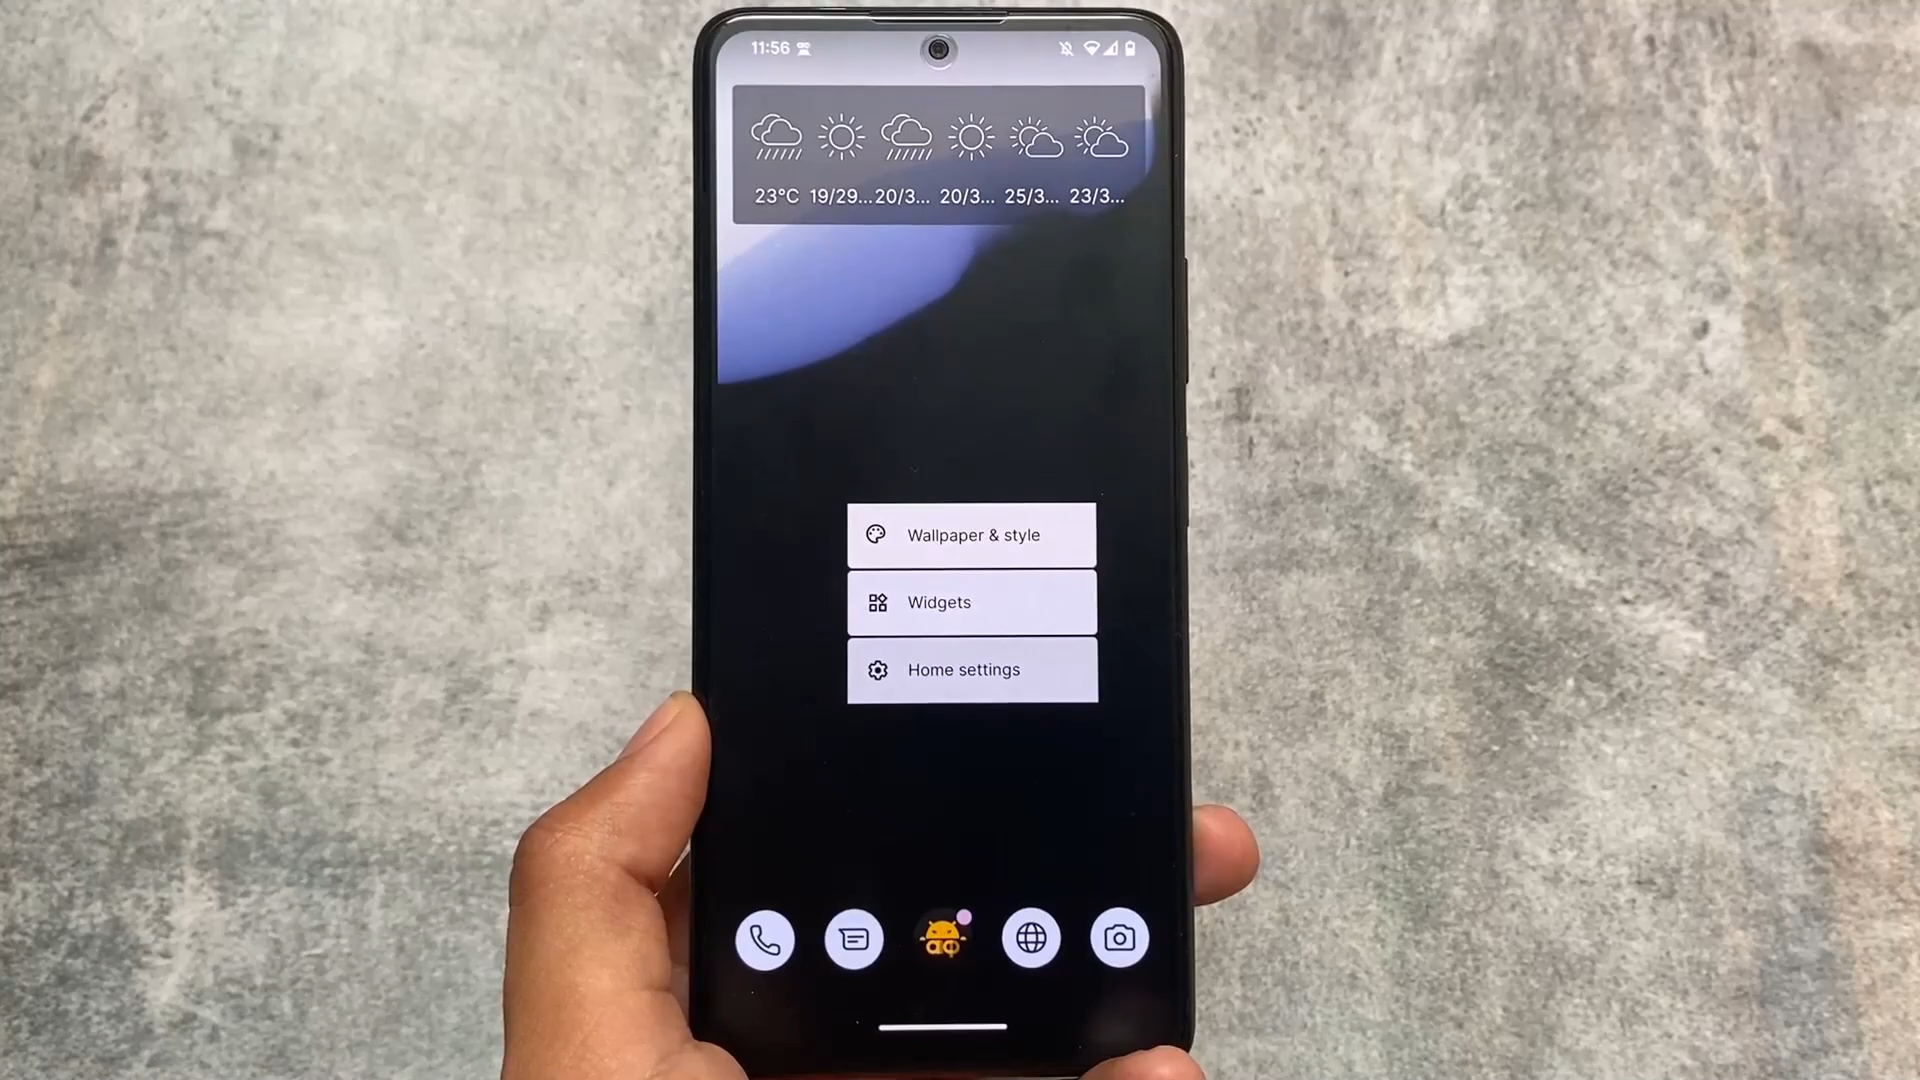 11:56
23°C 19/29... 20/3... 20/3... 25/3... 23/3...
Wallpaper & style
Widgets
Home settings